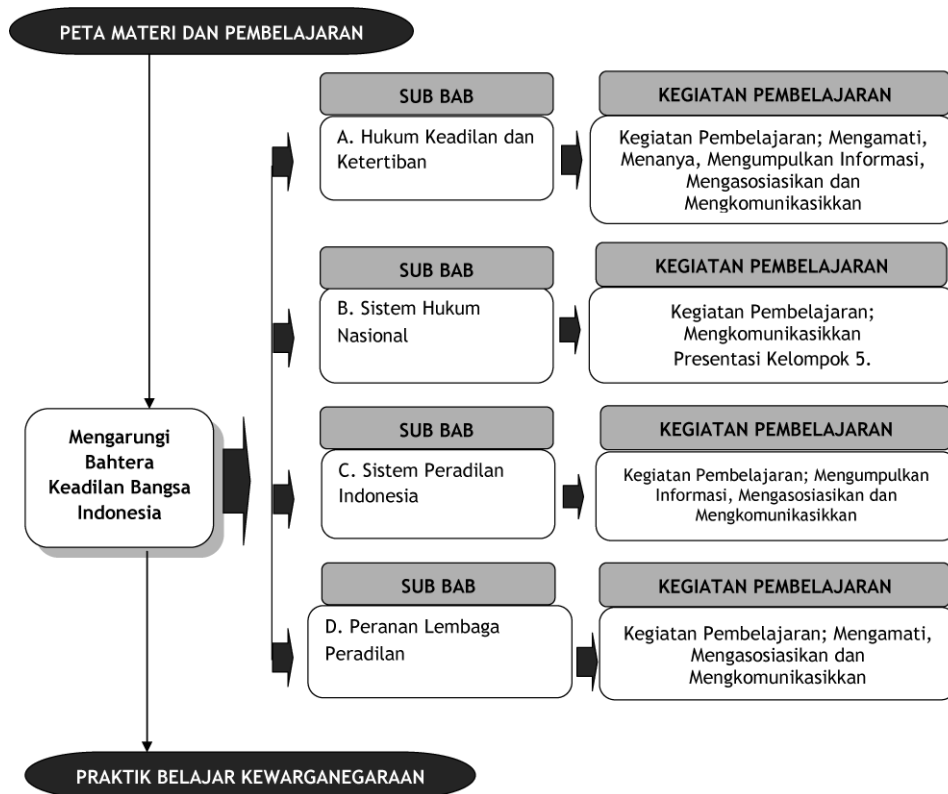 PETA MATERI DAN PEMBELAJARAN
SUB BAB
KEGIATAN PEMBELAJARAN
A. Hukum Keadilan dan
Ketertiban
Kegiatan Pembelajaran; Mengamati,
Menanya, Mengumpulkan Informasi,
Mengasosiasikan dan
Mengkomunikasikkan
SUB BAB
KEGIATAN PEMBELAJARAN
B. Sistem Hukum
Nasional
Kegiatan Pembelajaran;
Mengkomunikasikkan
Presentasi Kelompok 5.
Mengarungi
Bahtera
Keadilan Bangsa
Indonesia
SUB BAB
KEGIATAN PEMBELAJARAN
C. Sistem Peradilan
Indonesia
Kegiatan Pembelajaran; Mengumpulkan
Informasi, Mengasosiasikan dan
Mengkomunikasikkan
SUB BAB
KEGIATAN PEMBELAJARAN
D. Peranan Lembaga
Peradilan
Kegiatan Pembelajaran; Mengamati,
Mengasosiasikan dan
Mengkomunikasikkan
PRAKTIK BELAJAR KEWARGANEGARAAN